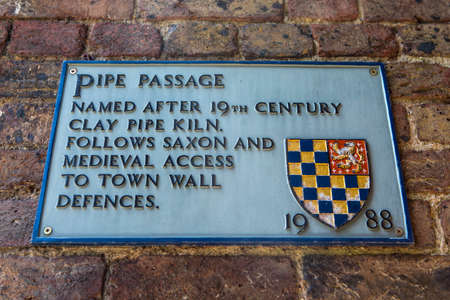 PIPE PASSAGE
NAMED AFTER 19TH CENTURY
CLAY PIPE KILN.
FOLLOWS SAXON AND
MEDIEVAL ACCESS
TO TOWN WALL
DEFENCES.
19 88